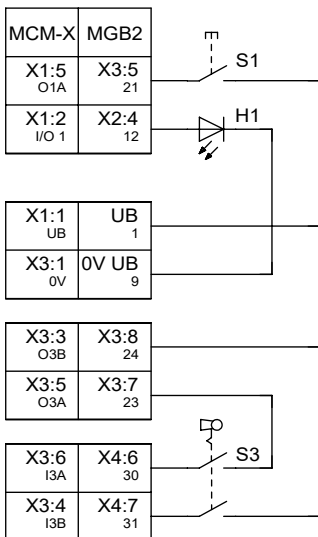 MCM-X MGB2
X1:5 X3:5 S1
O1A 21
X1:2 X2:4 H1
I/O 1 12
X1:1 UB
UB 1
X3:1 0V UB
0V 9
X3:3 X3:8
O3B 24
X3:5 X3:7
O3A 23
X3:6 X4:6 S3
I3A 30
X3:4 X4:7
I3B 31